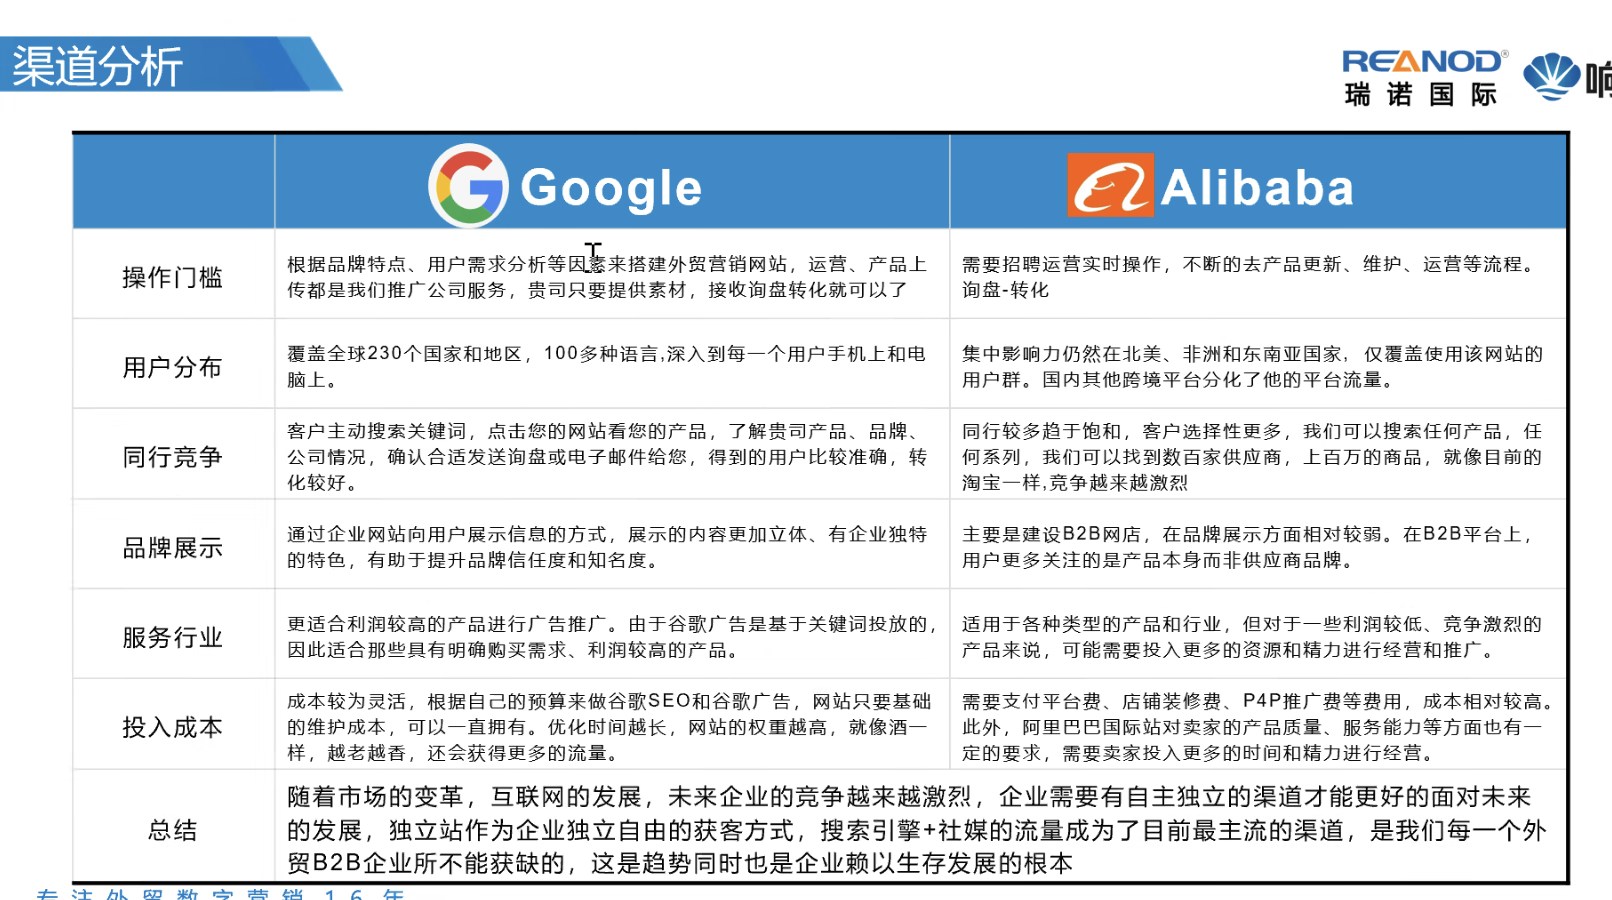 渠道分析
REANOD®
瑞诺国际
响
Google
Alibaba
操作门槛
根据品牌特点、用户需求分析等因素来搭建外贸营销网站，运营、产品上
传都是我们推广公司服务，贵司只要提供素材，接收询盘转化就可以了
需要招聘运营实时操作，不断的去产品更新、维护、运营等流程。
询盘-转化
用户分布
覆盖全球230个国家和地区，100多种语言,深入到每一个用户手机上和电
脑上。
集中影响力仍然在北美、非洲和东南亚国家，仅覆盖使用该网站的
用户群。国内其他跨境平台分化了他的平台流量。
同行竞争
客户主动搜索关键词，点击您的网站看您的产品，了解贵司产品、品牌、
公司情况，确认合适发送询盘或电子邮件给您，得到的用户比较准确，转
化较好。
同行较多趋于饱和，客户选择性更多，我们可以搜索任何产品，任
何系列，我们可以找到数百家供应商，上百万的商品，就像目前的
淘宝一样,竞争越来越激烈
品牌展示
通过企业网站向用户展示信息的方式，展示的内容更加立体、有企业独特
的特色，有助于提升品牌信任度和知名度。
主要是建设B2B网店，在品牌展示方面相对较弱。在B2B平台上，
用户更多关注的是产品本身而非供应商品牌。
服务行业
更适合利润较高的产品进行广告推广。由于谷歌广告是基于关键词投放的，
因此适合那些具有明确购买需求、利润较高的产品。
适用于各种类型的产品和行业，但对于一些利润较低、竞争激烈的
产品来说，可能需要投入更多的资源和精力进行经营和推广。
投入成本
成本较为灵活，根据自己的预算来做谷歌SEO和谷歌广告，网站只要基础
的维护成本，可以一直拥有。优化时间越长，网站的权重越高，就像酒一
样，越老越香，还会获得更多的流量。
需要支付平台费、店铺装修费、P4P推广费等费用，成本相对较高。
此外，阿里巴巴国际站对卖家的产品质量、服务能力等方面也有一
定的要求，需要卖家投入更多的时间和精力进行经营。
总结
随着市场的变革，互联网的发展，未来企业的竞争越来越激烈，企业需要有自主独立的渠道才能更好的面对未来
的发展，独立站作为企业独立自由的获客方式，搜索引擎+社媒的流量成为了目前最主流的渠道，是我们每一个外
贸B2B企业所不能获缺的，这是趋势同时也是企业赖以生存发展的根本
专注外贸数字营销16年